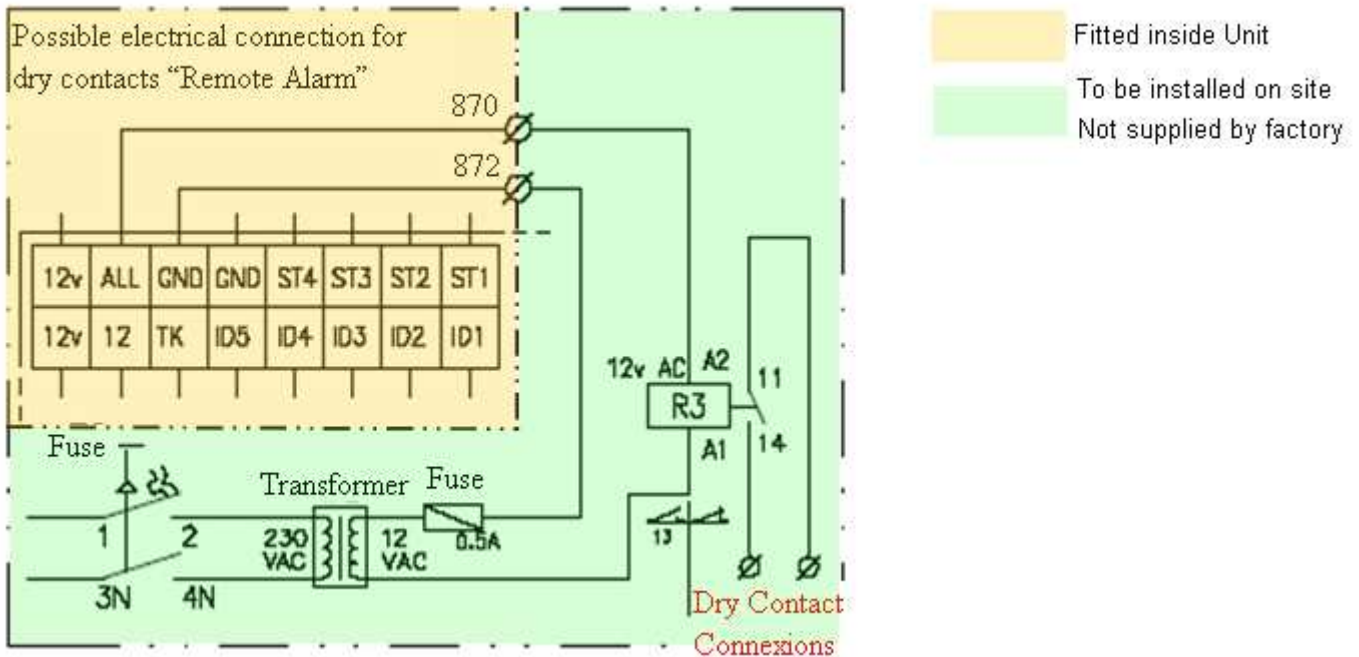 Possible electrical connection for
dry contacts “Remote Alarm”
870
872
12v ALL GND GND ST4 ST3 ST2 ST1
12v 12 TK ID5 ID4 ID3 ID2 ID1
12v AC A2
R3
A1
11
14
Fuse
Transformer Fuse
1 2
230 VAC
12 VAC
0.5A
3N 4N
13
Dry Contact
Connexions
Fitted inside Unit
To be installed on site
Not supplied by factory